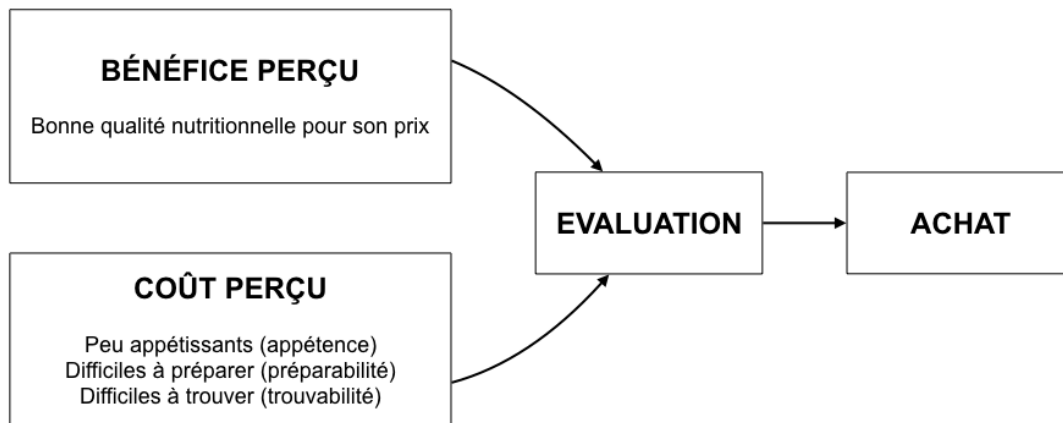 BÉNÉFICE PERÇU
Bonne qualité nutritionnelle pour son prix
EVALUATION
ACHAT
COÛT PERÇU
Peu appétissants (appétence)
Difficiles à préparer (préparabilité)
Difficiles à trouver (trouvabilité)